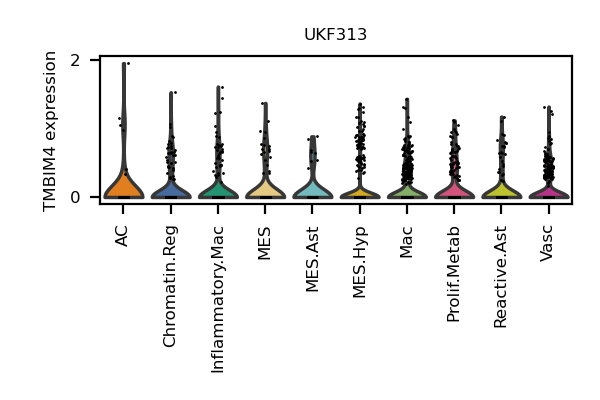 UKF313
TMBIM4 expression
2
0
AC
Chromatin.Reg
Inflammatory.Mac
MES
MES.Ast
MES.Hyp
Mac
Prolif.Metab
Reactive.Ast
Vasc